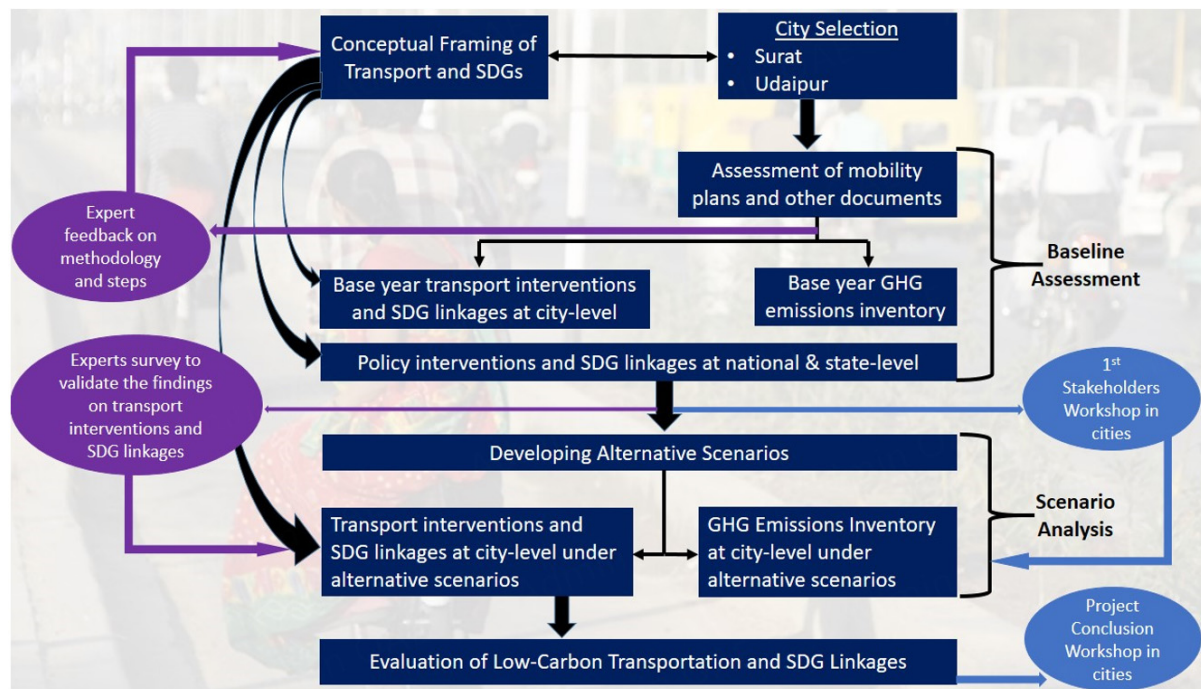 Conceptual Framing of
Transport and SDGs
City Selection
• Surat
• Udaipur
Assessment of mobility
plans and other documents
Expert
feedback on
methodology
and steps
Baseline
Assessment
Base year transport interventions
and SDG linkages at city-level
Base year GHG
emissions inventory
Policy interventions and SDG linkages at national & state-level
Experts survey to
validate the findings
on transport
interventions and
SDG linkages
1st
Stakeholders
Workshop in
cities
Developing Alternative Scenarios
Scenario
Analysis
Transport interventions and
SDG linkages at city-level under
alternative scenarios
GHG Emissions Inventory
at city-level under
alternative scenarios
Evaluation of Low-Carbon Transportation and SDG Linkages
Project
Conclusion
Workshop in
cities